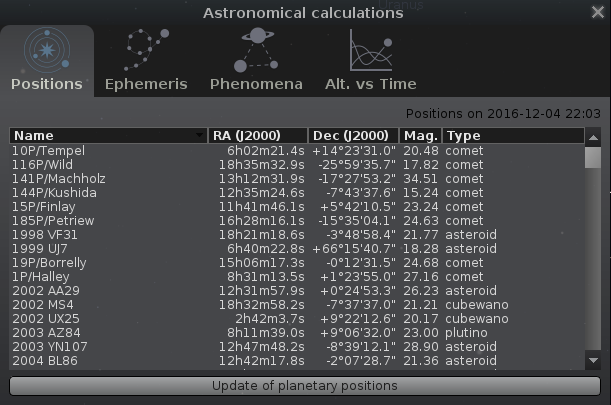 Uranus
Astronomical calculations
Positions Ephemeris Phenomena Alt. vs Time
Positions on 2016-12-04 22:03
Name RA (J2000) Dec (J2000) Mag. Type
10P/Tempel 6h02m21.4s +14°23'31.0" 20.48 comet
116P/Wild 18h35m32.9s -25°59'35.7" 17.82 comet
141P/Machholz 13h12m31.9s -17°27'53.2" 34.51 comet
144P/Kushida 12h35m24.6s -7°43'37.6" 15.24 comet
15P/Finlay 11h41m46.1s +5°42'10.5" 23.24 comet
185P/Petriew 16h28m16.1s -15°35'04.1" 24.63 comet
1998 VF31 18h21m18.6s -3°48'58.4" 21.77 asteroid
1999 UJ7 6h40m22.8s +66°15'40.7" 18.28 asteroid
19P/Borrelly 15h06m17.3s -0°12'31.5" 24.68 comet
1P/Halley 8h31m13.5s +1°23'55.0" 27.16 comet
2002 AA29 12h31m57.9s +0°24'53.3" 26.23 asteroid
2002 MS4 18h32m58.2s -7°37'37.0" 21.21 cubewano
2002 UX25 2h42m3.7s +9°22'12.6" 20.17 cubewano
2003 AZ84 8h11m39.0s +9°06'32.0" 23.00 plutino
2003 YN107 12h47m48.2s -8°39'12.1" 28.90 asteroid
2004 BL86 12h42m17.8s -2°07'28.7" 21.36 asteroid
Update of planetary positions